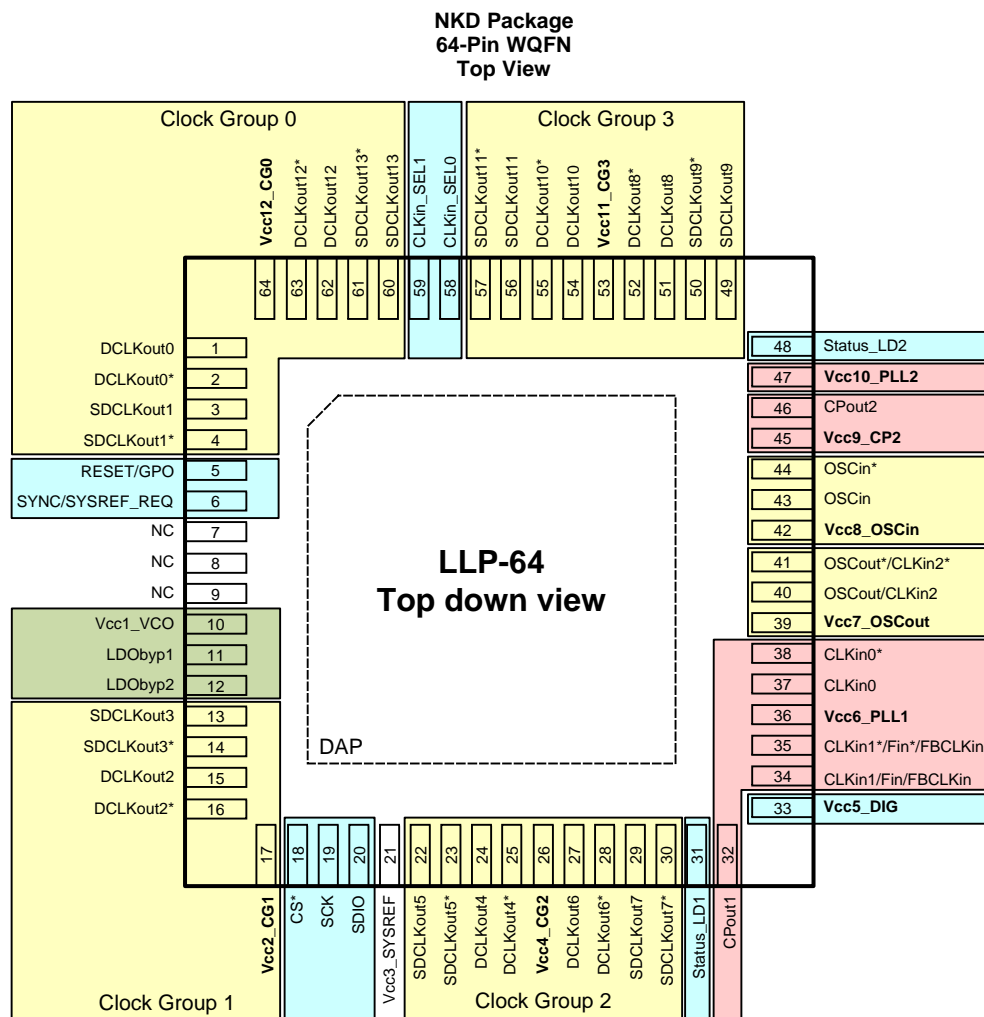 NKD Package
64-Pin WQFN
Top View
Clock Group 0
Clock Group 3
Vcc12_CG0
DCLKout12*
DCLKout12
SDCLKout13*
SDCLKout13
CLKin_SEL1
CLKin_SEL0
SDCLKout11*
SDCLKout11
DCLKout10*
DCLKout10
Vcc11_CG3
DCLKout8*
DCLKout8
SDCLKout9*
SDCLKout9
64
63
62
61
60
59
58
57
56
55
54
53
52
51
50
49
DCLKout0 1
DCLKout0* 2
SDCLKout1 3
SDCLKout1* 4
RESET/GPO 5
SYNC/SYSREF_REQ 6
NC 7
NC 8
NC 9
Vcc1_VCO 10
LDObyp1 11
LDObyp2 12
SDCLKout3 13
SDCLKout3* 14
DCLKout2 15
DCLKout2* 16
LLP-64
Top down view
DAP
48 Status_LD2
47 Vcc10_PLL2
46 CPout2
45 Vcc9_CP2
44 OSCin*
43 OSCin
42 Vcc8_OSCin
41 OSCout*/CLKin2*
40 OSCout/CLKin2
39 Vcc7_OSCout
38 CLKin0*
37 CLKin0
36 Vcc6_PLL1
35 CLKin1*/Fin*/FBCLKin
34 CLKin1/Fin/FBCLKin
33 Vcc5_DIG
17
18
19
20
21
22
23
24
25
26
27
28
29
30
31
32
Vcc2_CG1
CS*
SCK
SDIO
Vcc3_SYSREF
SDCLKout5
SDCLKout5*
DCLKout4
DCLKout4*
Vcc4_CG2
DCLKout6
DCLKout6*
SDCLKout7
SDCLKout7*
Status_LD1
CPout1
Clock Group 1
Clock Group 2